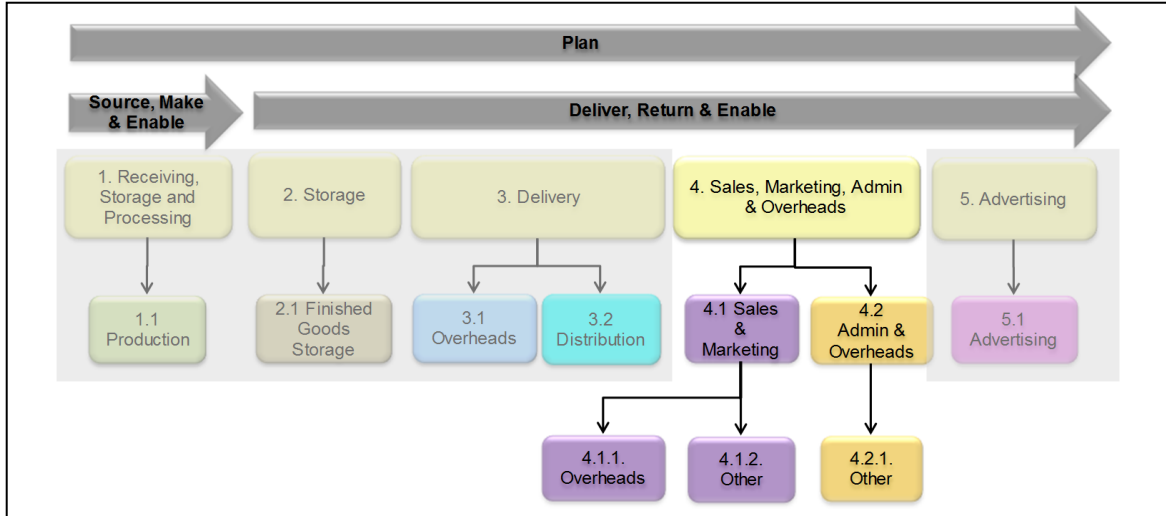 Plan
Source, Make
& Enable
Deliver, Return & Enable
1. Receiving,
Storage and
Processing
2. Storage
3. Delivery
4. Sales, Marketing, Admin
& Overheads
5. Advertising
1.1
Production
2.1 Finished
Goods
Storage
3.1
Overheads
3.2
Distribution
4.1 Sales
&
Marketing
4.2
Admin &
Overheads
5.1
Advertising
4.1.1.
Overheads
4.1.2.
Other
4.2.1.
Other